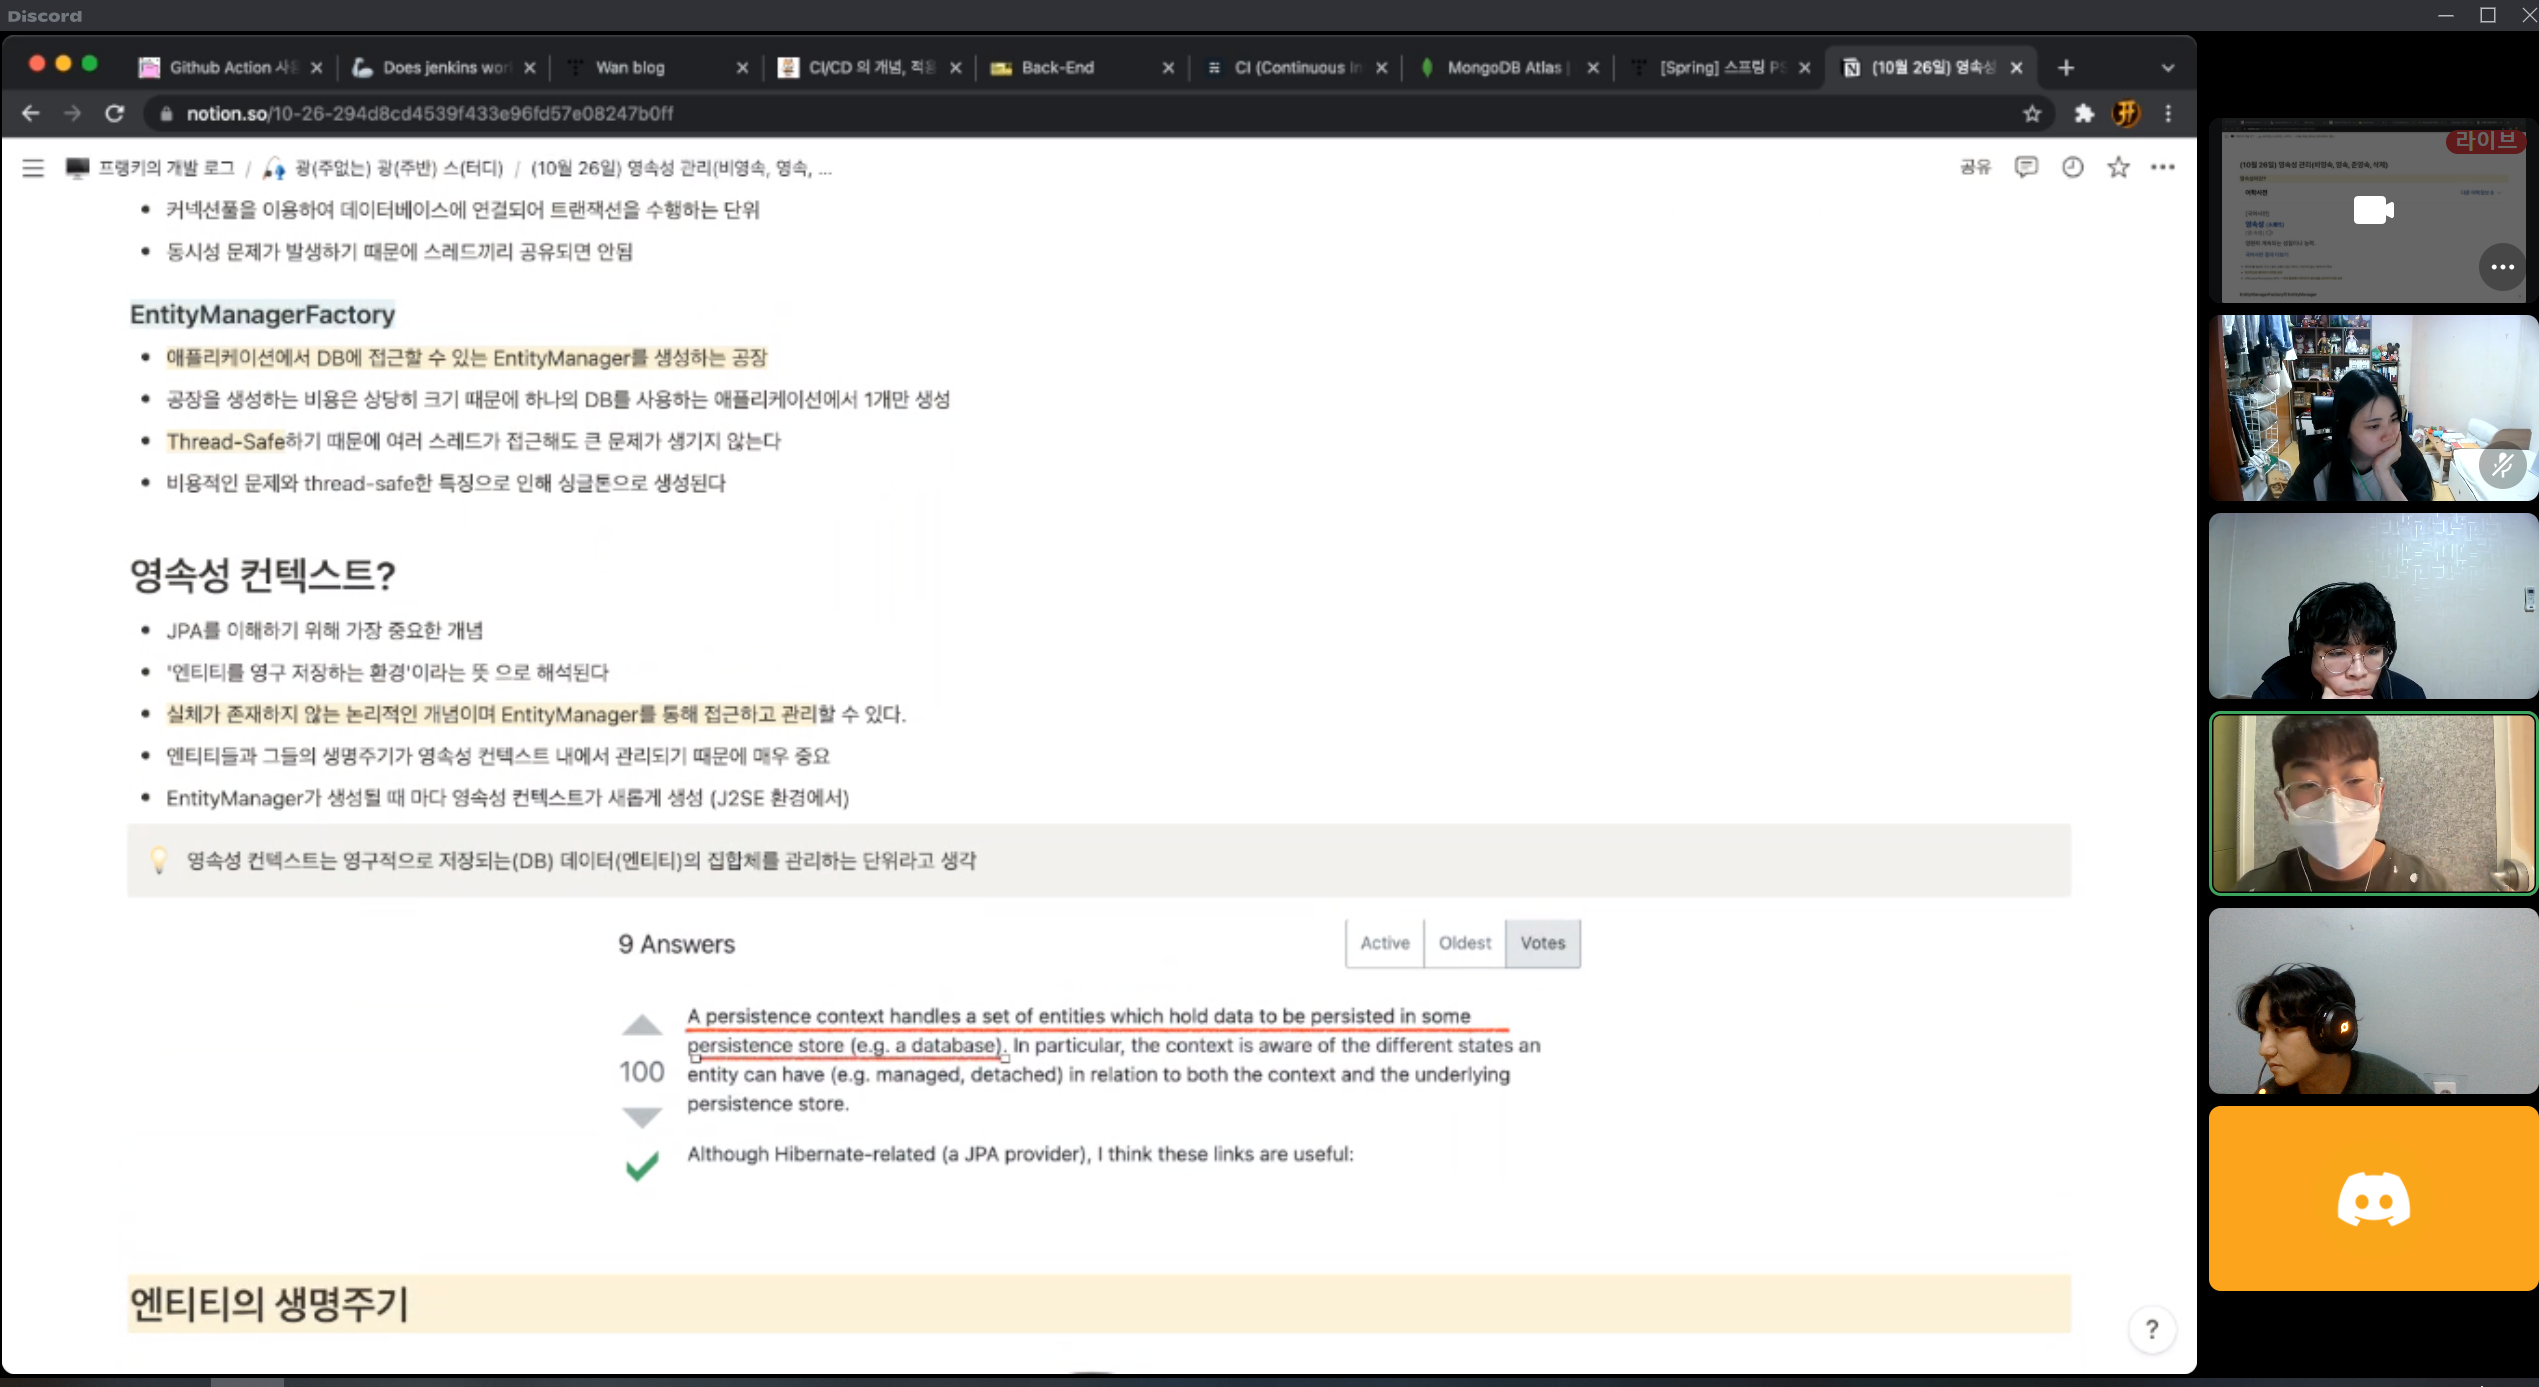 Discord
Github Action 사용
Does jenkins wor
Wan blog
CI/CD 의 개념, 적용
Back-End
CI (Continuous In
MongoDB Atlas |
[Spring] 스프링 PS
(10월 26일) 영속성
notion.so/10-26-294d8cd4539f433e96fd57e08247b0ff
프랭키의 개발 로그 / 광(주없는) 광(주반) 스(터디) / (10월 26일) 영속성 관리(비영속, 영속, ...
공유
커넥션풀을 이용하여 데이터베이스에 연결되어 트랜잭션을 수행하는 단위
동시성 문제가 발생하기 때문에 스레드끼리 공유되면 안됨
EntityManagerFactory
애플리케이션에서 DB에 접근할 수 있는 EntityManager를 생성하는 공장
공장을 생성하는 비용은 상당히 크기 때문에 하나의 DB를 사용하는 애플리케이션에서 1개만 생성
Thread-Safe하기 때문에 여러 스레드가 접근해도 큰 문제가 생기지 않는다
비용적인 문제와 thread-safe한 특징으로 인해 싱글톤으로 생성된다
영속성 컨텍스트?
JPA를 이해하기 위해 가장 중요한 개념
'엔티티를 영구 저장하는 환경'이라는 뜻 으로 해석된다
실체가 존재하지 않는 논리적인 개념이며 EntityManager를 통해 접근하고 관리할 수 있다.
엔티티들과 그들의 생명주기가 영속성 컨텍스트 내에서 관리되기 때문에 매우 중요
EntityManager가 생성될 때 마다 영속성 컨텍스트가 새롭게 생성 (J2SE 환경에서)
영속성 컨텍스트는 영구적으로 저장되는(DB) 데이터(엔티티)의 집합체를 관리하는 단위라고 생각
9 Answers
Active Oldest Votes
A persistence context handles a set of entities which hold data to be persisted in some
persistence store (e.g. a database). In particular, the context is aware of the different states an
100 entity can have (e.g. managed, detached) in relation to both the context and the underlying
persistence store.
Although Hibernate-related (a JPA provider), I think these links are useful:
엔티티의 생명주기
?
라이브
(10월 26일) 영속성 관리(비영속, 영속, 준영속, 삭제)